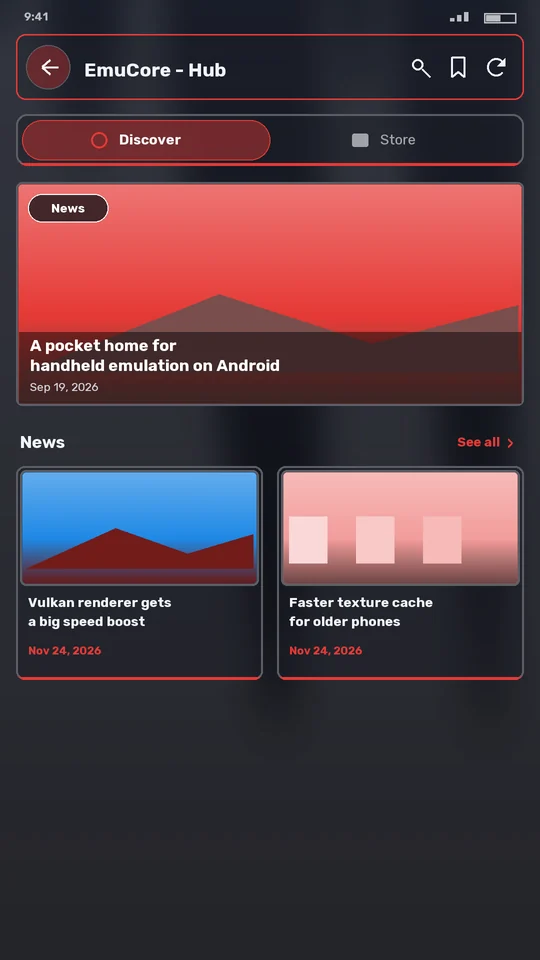 9:41
EmuCore - Hub
Discover
Store
News
A pocket home for
handheld emulation on Android
Sep 19, 2026
News
See all
Vulkan renderer gets
a big speed boost
Nov 24, 2026
Faster texture cache
for older phones
Nov 24, 2026